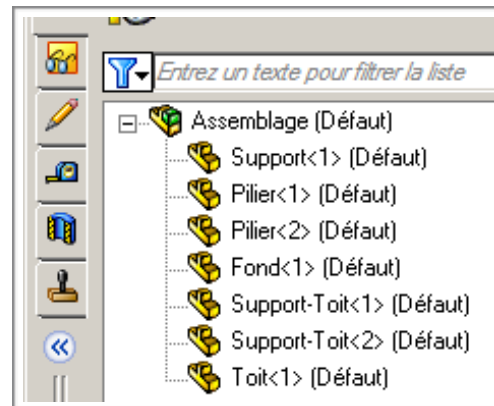 Entrez un texte pour filtrer la liste
Assemblage (Défaut)
Support<1> (Défaut)
Pilier<1> (Défaut)
Pilier<2> (Défaut)
Fond<1> (Défaut)
Support-Toit<1> (Défaut)
Support-Toit<2> (Défaut)
Toit<1> (Défaut)